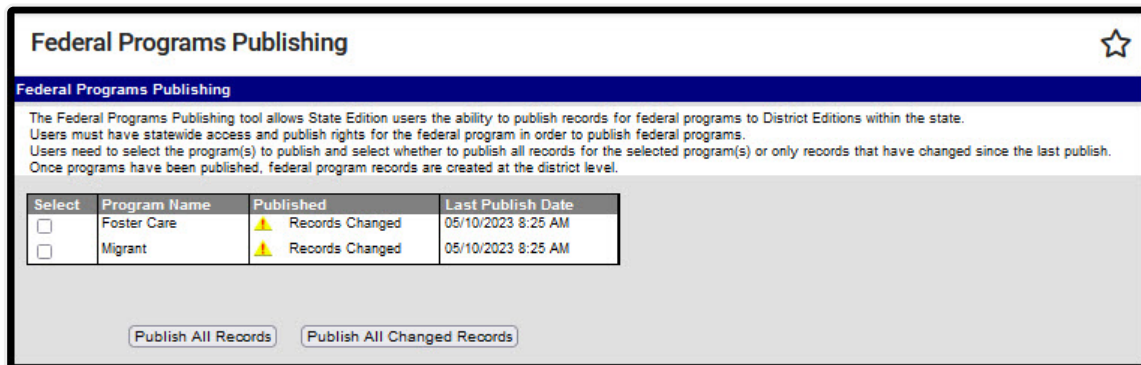 Federal Programs Publishing
Federal Programs Publishing
The Federal Programs Publishing tool allows State Edition users the ability to publish records for federal programs to District Editions within the state.
Users must have statewide access and publish rights for the federal program in order to publish federal programs.
Users need to select the program(s) to publish and select whether to publish all records for the selected program(s) or only records that have changed since the last publish.
Once programs have been published, federal program records are created at the district level.
Select Program Name Published Last Publish Date
Foster Care Records Changed 05/10/2023 8:25 AM
Migrant Records Changed 05/10/2023 8:25 AM
Publish All Records Publish All Changed Records